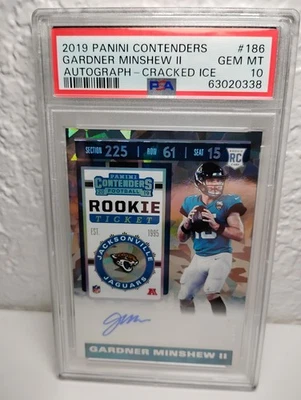 2019 PANINI CONTENDERS #186
GARDNER MINSHEW II GEM MT
AUTOGRAPH - CRACKED ICE 10
PSA 63020338
SECTION 225 ROW 61 SEAT 15 RC
PANINI
CONTENDERS
FOOTBALL
ROOKIE
TICKET
EST. 1995
JACKSONVILLE
JAGUARS
NFL
GARDNER MINSHEW II